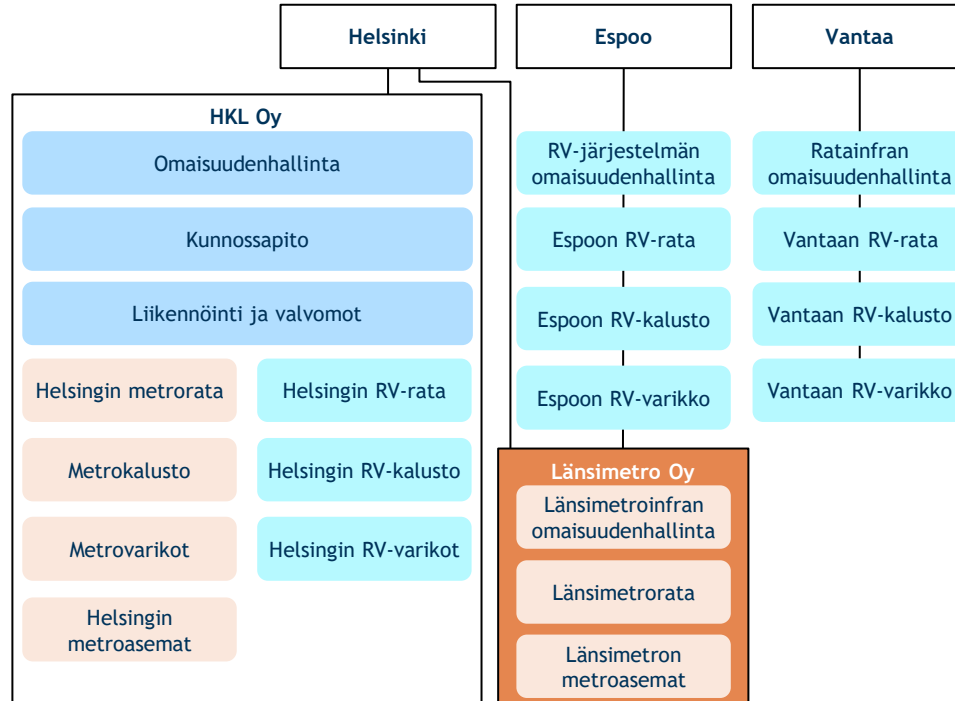 Helsinki
Espoo
Vantaa
HKL Oy
Omaisuudenhallinta
Kunnossapito
Liikennöinti ja valvomot
Helsingin metrorata
Helsingin RV-rata
Metrokalusto
Helsingin RV-kalusto
Metrovarikot
Helsingin RV-varikot
Helsingin
metroasemat
RV-järjestelmän
omaisuudenhallinta
Espoon RV-rata
Espoon RV-kalusto
Espoon RV-varikko
Länsimetro Oy
Länsimetroinfran
omaisuudenhallinta
Länsimetrorata
Länsimetron
metroasemat
Ratainfran
omaisuudenhallinta
Vantaan RV-rata
Vantaan RV-kalusto
Vantaan RV-varikko